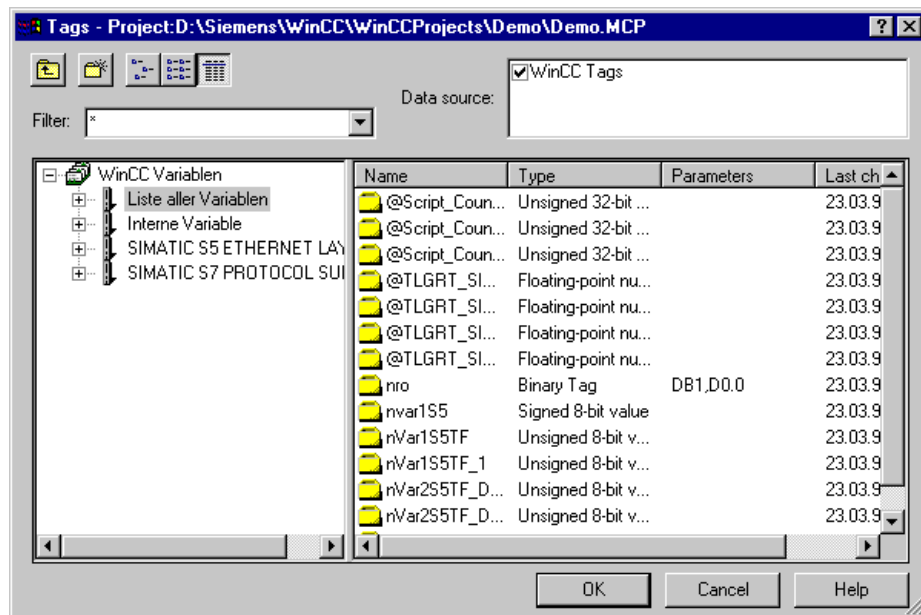 Tags - Project:D:\Siemens\WinCC\WinCCProjects\Demo\Demo.MCP
Data source:
WinCC Tags
Filter: *
WinCC Variablen
Liste aller Variablen
Interne Variable
SIMATIC S5 ETHERNET LAY
SIMATIC S7 PROTOCOL SUI
Name Type Parameters Last ch
@Script_Coun... Unsigned 32-bit ... 23.03.9
@Script_Coun... Unsigned 32-bit ... 23.03.9
@Script_Coun... Unsigned 32-bit ... 23.03.9
@TLGRT_SI... Floating-point nu... 23.03.9
@TLGRT_SI... Floating-point nu... 23.03.9
@TLGRT_SI... Floating-point nu... 23.03.9
@TLGRT_SI... Floating-point nu... 23.03.9
nro Binary Tag DB1,D0.0 23.03.9
nvar1S5 Signed 8-bit value 23.03.9
nVar1S5TF Unsigned 8-bit v... 23.03.9
nVar1S5TF_1 Unsigned 8-bit v... 23.03.9
nVar2S5TF_D... Unsigned 8-bit v... 23.03.9
nVar2S5TF_D... Unsigned 8-bit v... 23.03.9
OK Cancel Help